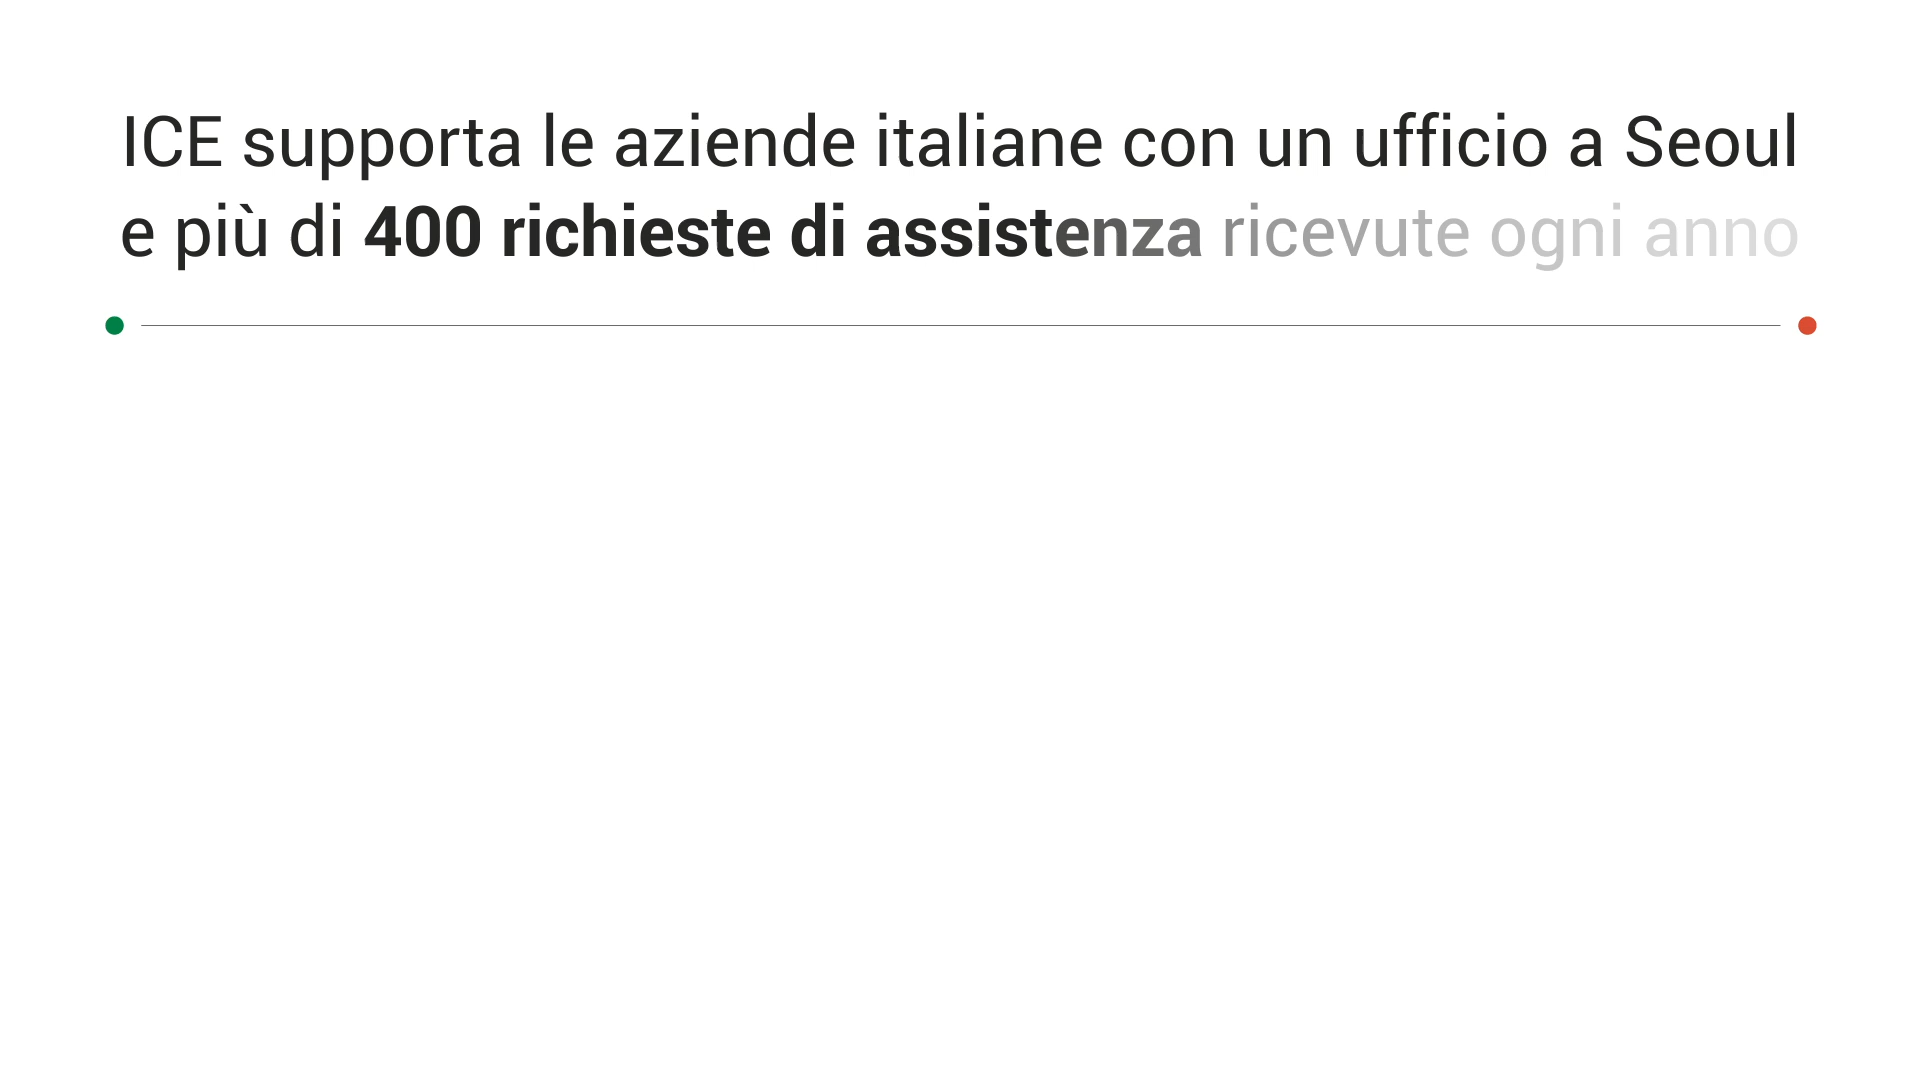 ICE supporta le aziende italiane con un ufficio a Seoul
e più di 400 richieste di assistenza ricevute ogni anno